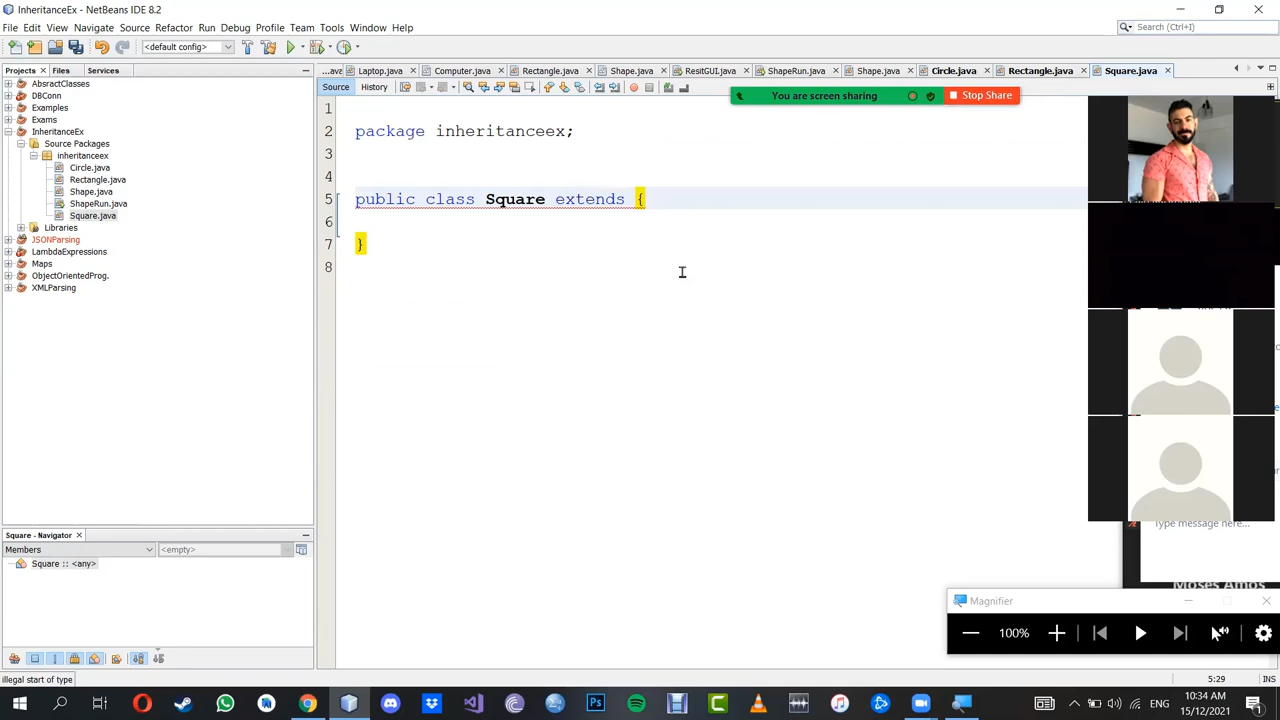 InheritanceEx - NetBeans IDE 8.2
File Edit View Navigate Source Refactor Run Debug Profile Team Tools Window Help
Search (Ctrl+I)
<default config>
Projects Files Services
...ava Laptop.java Computer.java Rectangle.java Shape.java ResitGUI.java ShapeRun.java Shape.java Circle.java Rectangle.java Square.java
Source History
You are screen sharing
Stop Share
AbstractClasses
DBConn
Examples
Exams
InheritanceEx
Source Packages
inheritanceex
Circle.java
Rectangle.java
Shape.java
ShapeRun.java
Square.java
Libraries
JSONParsing
LambdaExpressions
Maps
ObjectOrientedProg.
XMLParsing
1
2 package inheritanceex;
3
4
5 public class Square extends {
6
7 }
8
Square - Navigator
Members
<empty>
Square :: <any>
Type message here...
Moses Amos
Magnifier
100%
illegal start of type
5:29
INS
ENG
10:34 AM
15/12/2021
1